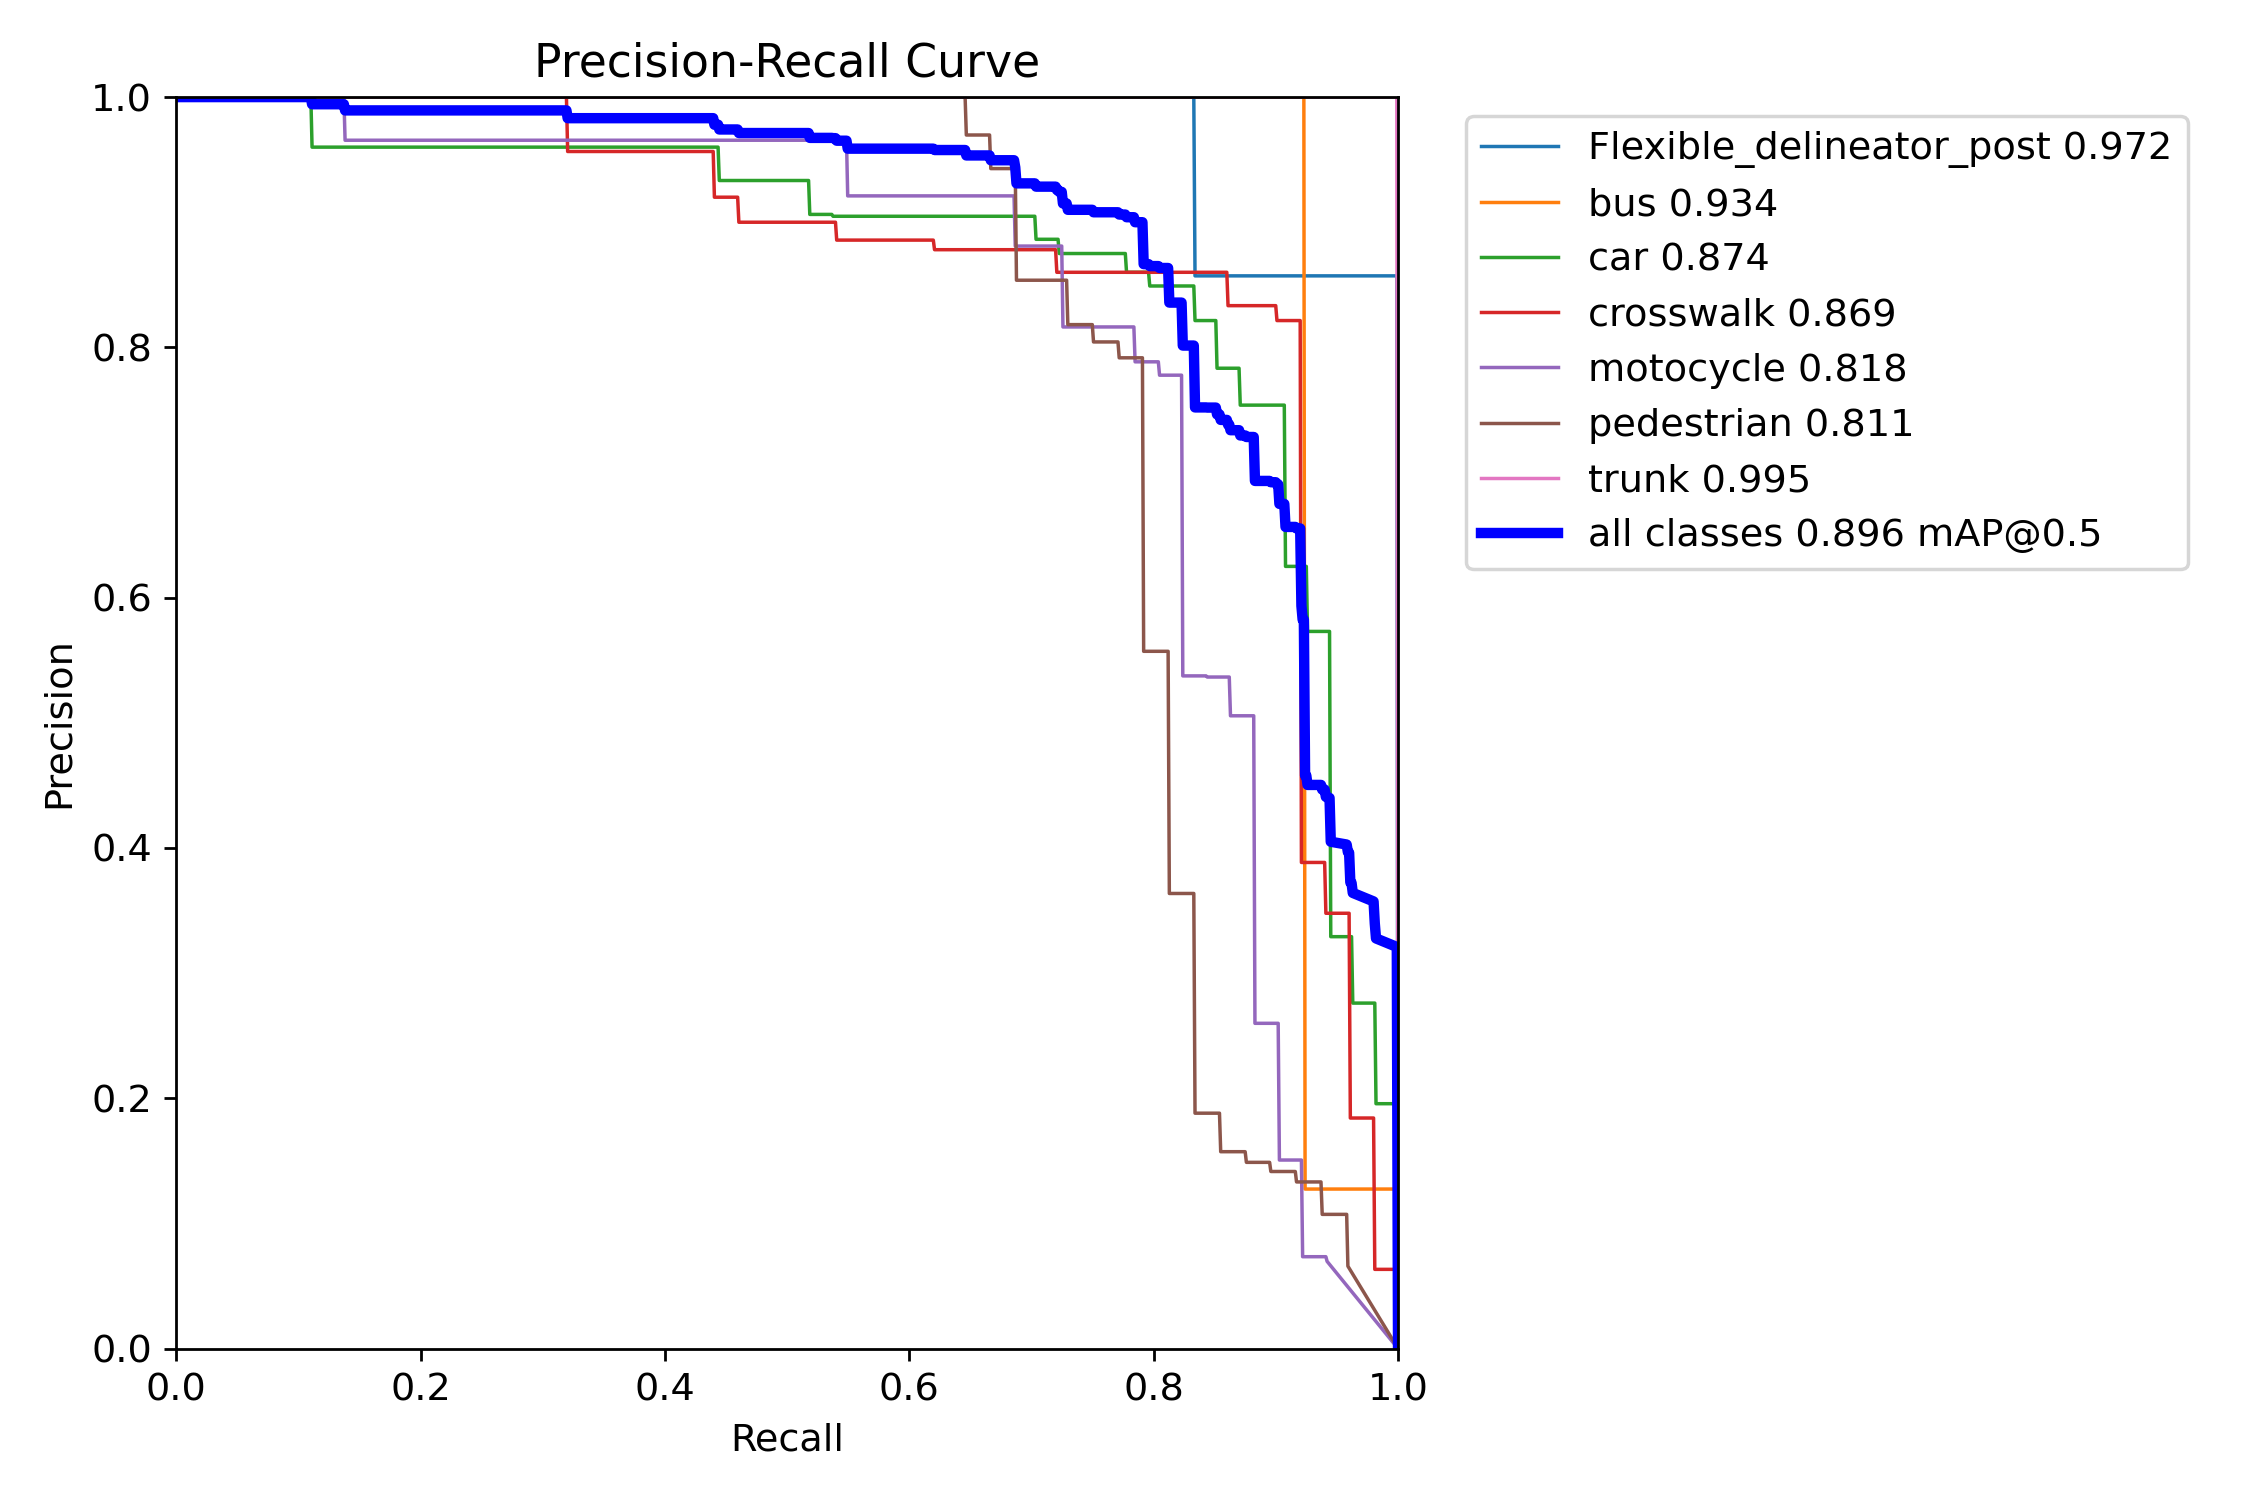 Precision-Recall Curve
1.0
0.8
0.6
0.4
0.2
0.0
Precision
0.0 0.2 0.4 0.6 0.8 1.0
Recall
Flexible_delineator_post 0.972
bus 0.934
car 0.874
crosswalk 0.869
motocycle 0.818
pedestrian 0.811
trunk 0.995
all classes 0.896 mAP@0.5